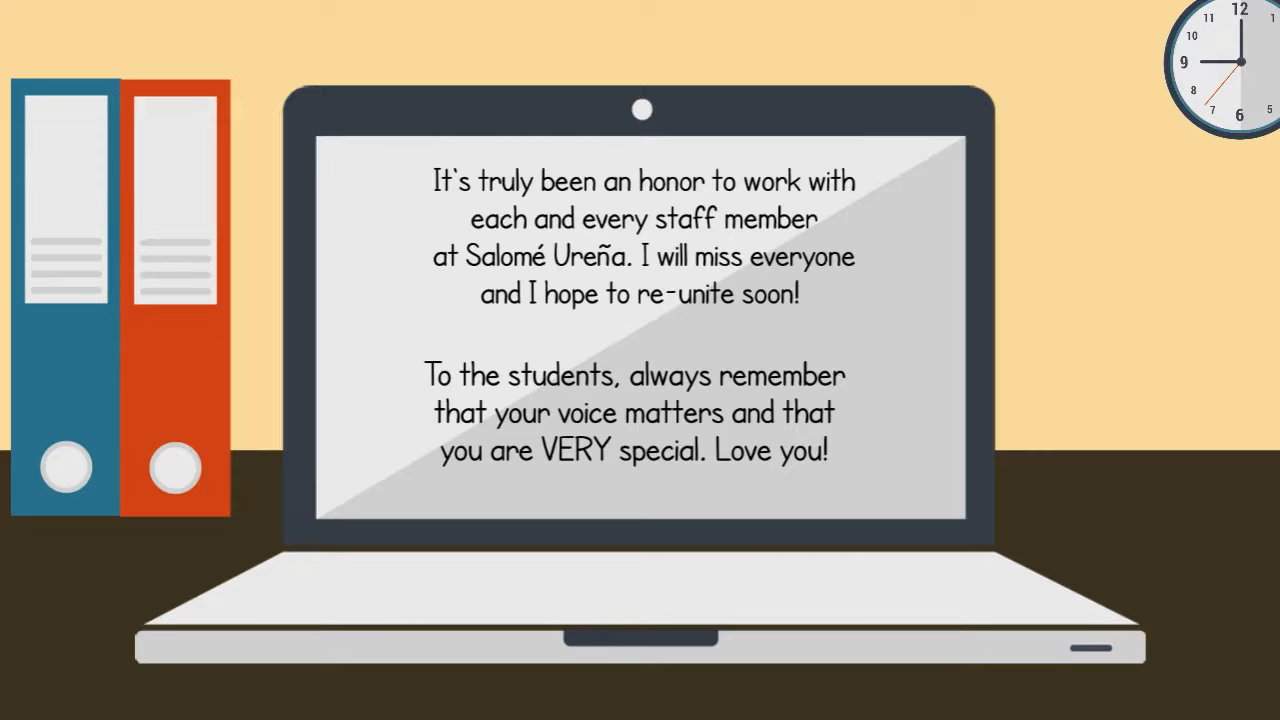 12
11
1
10
9
8
7
5
6
It's truly been an honor to work with
each and every staff member
at Salomé Ureña. I will miss everyone
and I hope to re-unite soon!
To the students, always remember
that your voice matters and that
you are VERY special. Love you!